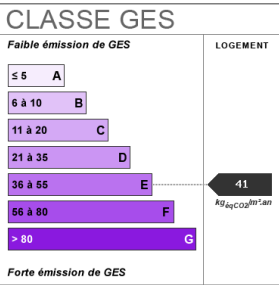 CLASSE GES
Faible émission de GES
LOGEMENT
≤ 5 A
6 à 10 B
11 à 20 C
21 à 35 D
36 à 55 E
41
kgéqCO2/m².an
56 à 80 F
> 80 G
Forte émission de GES